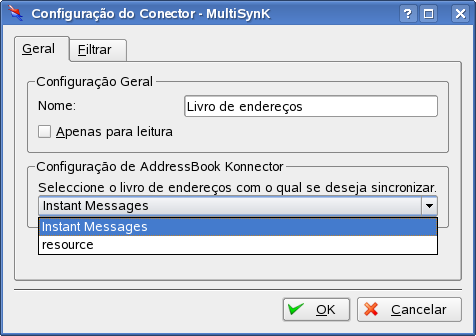 Configuração do Conector - MultiSynK
Geral
Filtrar
Configuração Geral
Nome:
Livro de endereços
Apenas para leitura
Configuração de AddressBook Konnector
Seleccione o livro de endereços com o qual se deseja sincronizar.
Instant Messages
Instant Messages
resource
OK
Cancelar